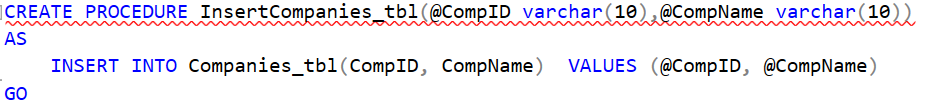 CREATE PROCEDURE InsertCompanies_tbl(@CompID varchar(10),@CompName varchar(10))
AS
INSERT INTO Companies_tbl(CompID, CompName)  VALUES (@CompID, @CompName)
GO